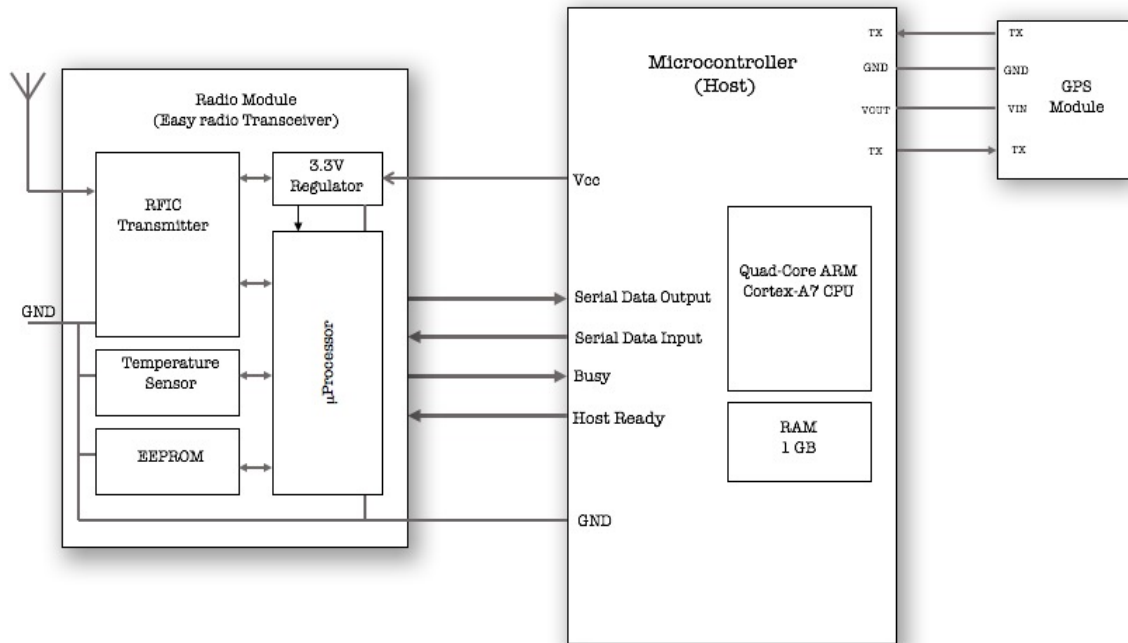 Radio Module
(Easy radio Transceiver)
RFIC
Transmitter
3.3V
Regulator
µProcessor
GND
Temperature
Sensor
EEPROM
Microcontroller
(Host)
Vcc
Serial Data Output
Serial Data Input
Busy
Host Ready
GND
Quad-Core ARM
Cortex-A7 CPU
RAM
1 GB
TX
GND
VOUT
TX
TX
GND
VIN
TX
GPS
Module